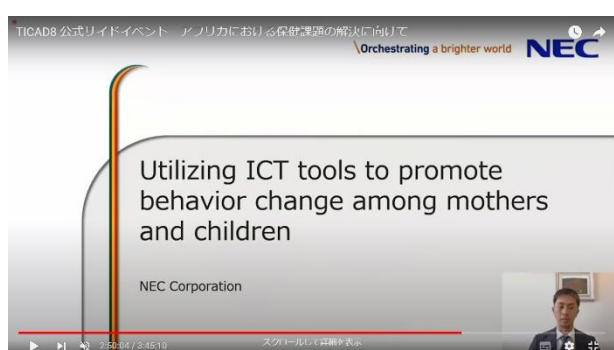 TICAD8 公式サイドイベント アフリカにおける保健課題の解決に向けて
\Orchestrating a brighter world NEC
Utilizing ICT tools to promote
behavior change among mothers
and children
NEC Corporation
2:50:04 / 3:45:10
スクロールして詳細を表示